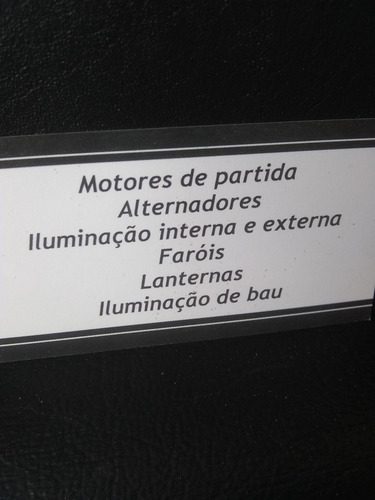 Motores de partida
Alternadores
Iluminação interna e externa
Faróis
Lanternas
Iluminação de bau